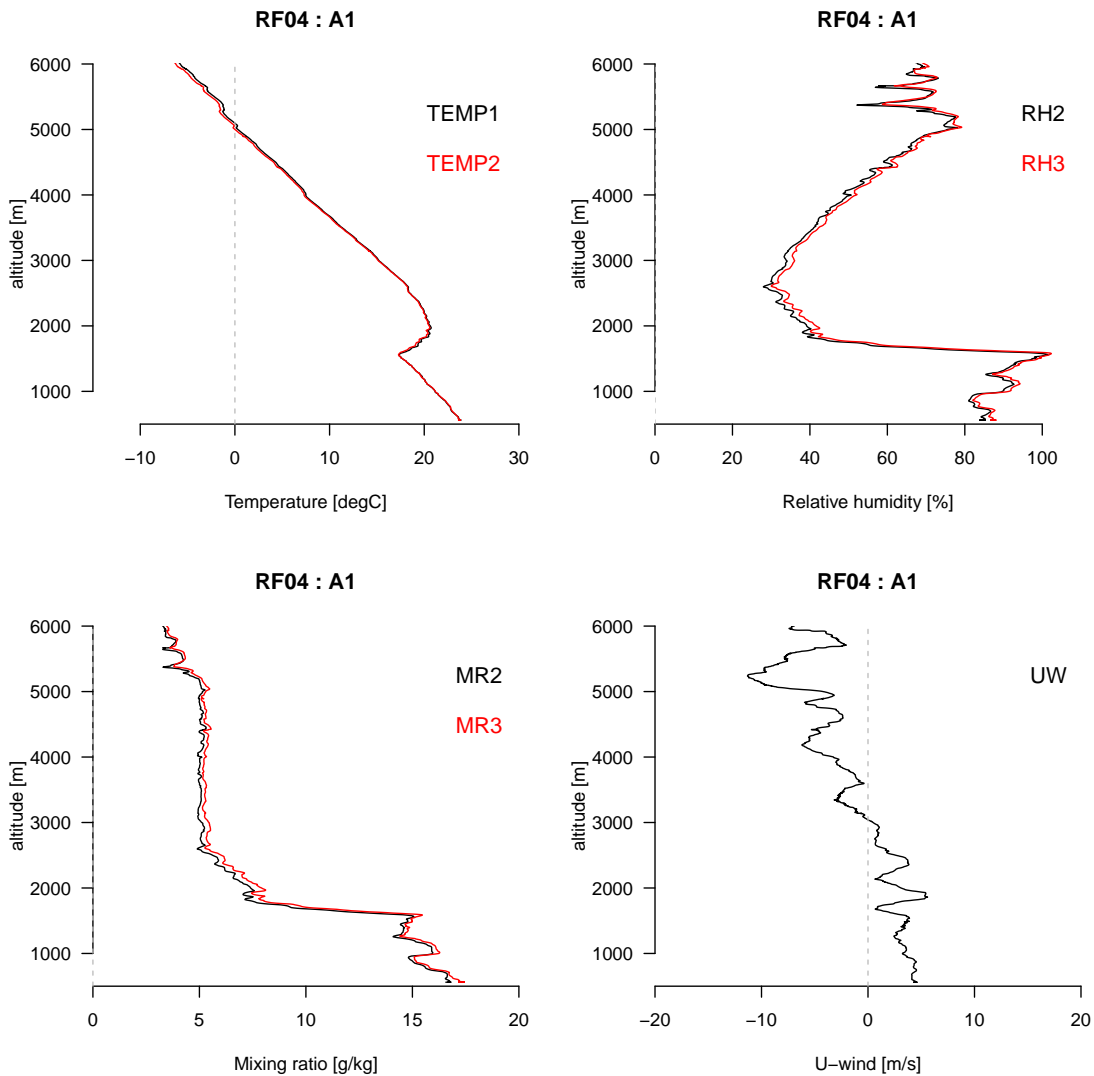 RF04 : A1
6000
5000
4000
3000
2000
1000
altitude [m]
TEMP1
TEMP2
−10 0 10 20 30
Temperature [degC]
RF04 : A1
6000
5000
4000
3000
2000
1000
altitude [m]
RH2
RH3
0 20 40 60 80 100
Relative humidity [%]
RF04 : A1
6000
5000
4000
3000
2000
1000
altitude [m]
MR2
MR3
0 5 10 15 20
Mixing ratio [g/kg]
RF04 : A1
6000
5000
4000
3000
2000
1000
altitude [m]
UW
−20 −10 0 10 20
U−wind [m/s]